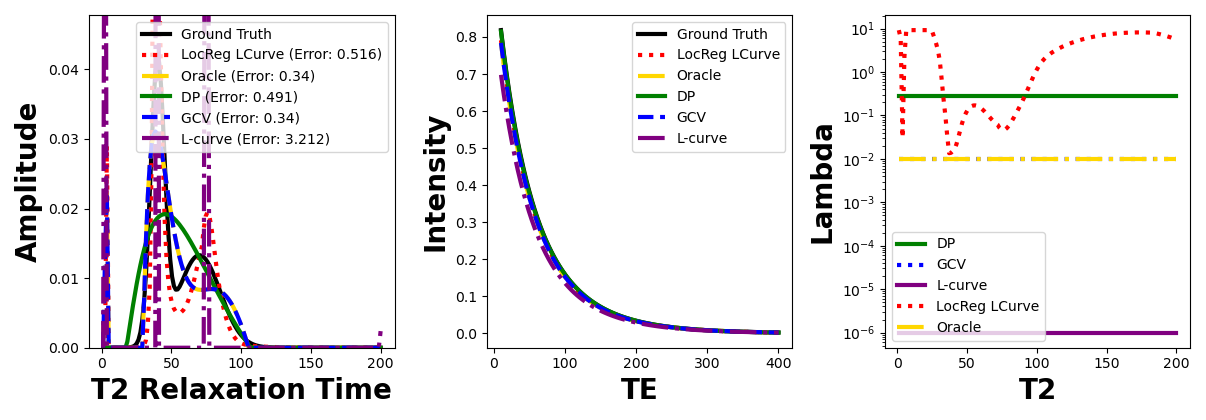 Amplitude
0.04
0.03
0.02
0.01
0.00
0
50
100
150
200
T2 Relaxation Time
Ground Truth
LocReg LCurve (Error: 0.516)
Oracle (Error: 0.34)
DP (Error: 0.491)
GCV (Error: 0.34)
L-curve (Error: 3.212)
Intensity
0.8
0.7
0.6
0.5
0.4
0.3
0.2
0.1
0.0
0
100
200
300
400
TE
Ground Truth
LocReg LCurve
Oracle
DP
GCV
L-curve
Lambda
10¹
10⁰
10⁻¹
10⁻²
10⁻³
10⁻⁴
10⁻⁵
10⁻⁶
0
50
100
150
200
T2
DP
GCV
L-curve
LocReg LCurve
Oracle